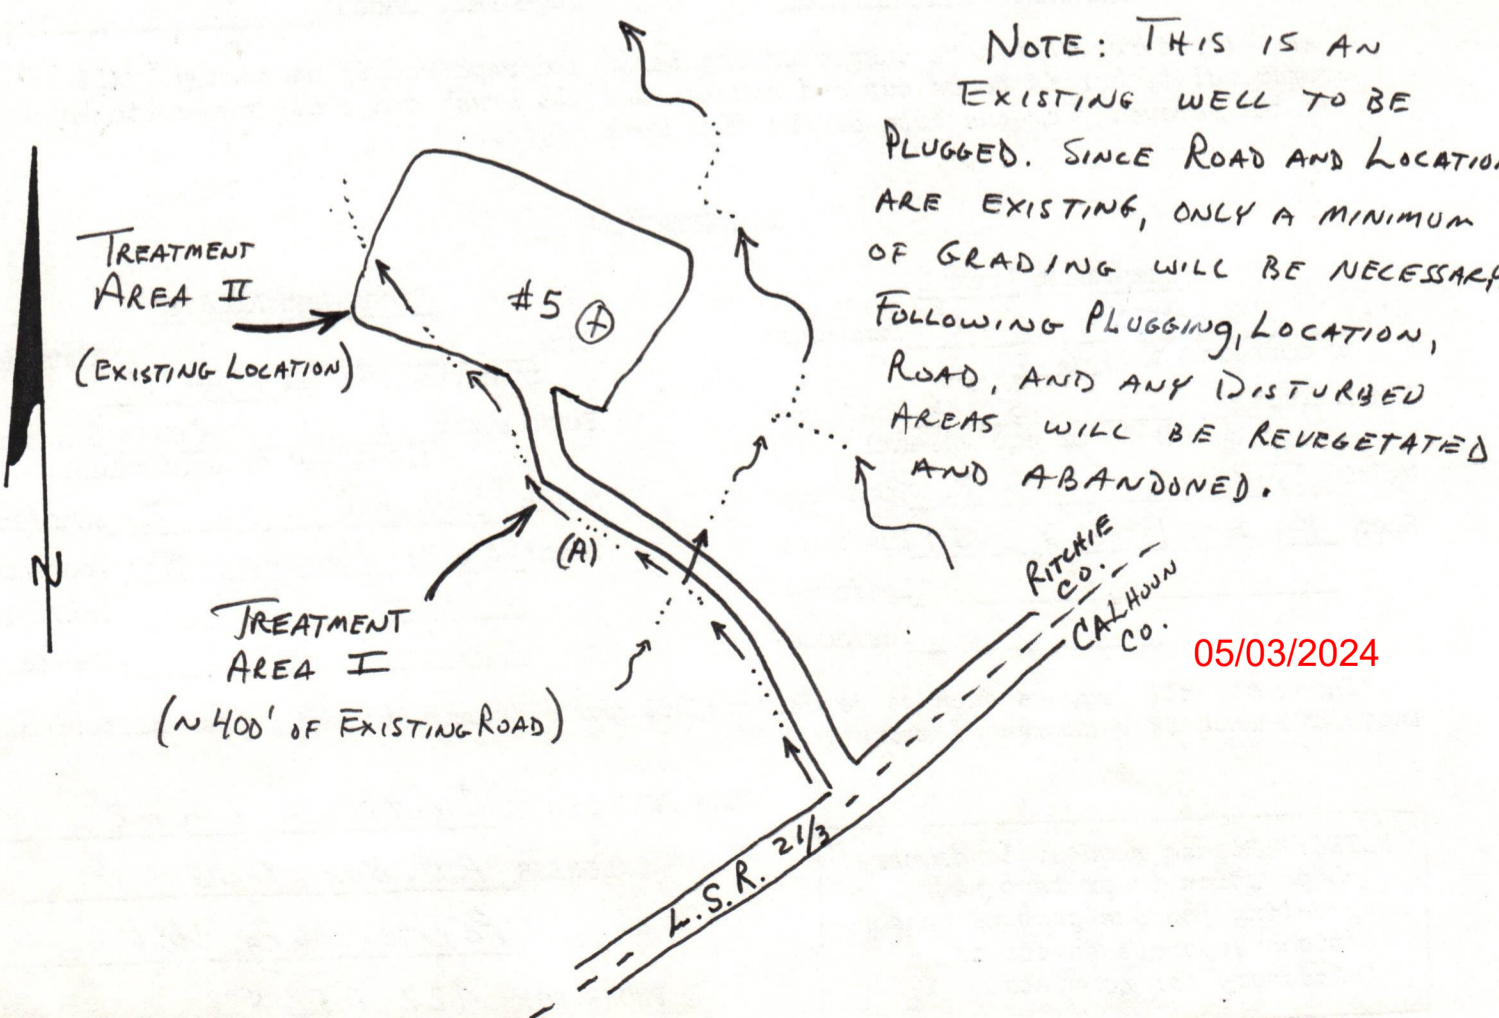 NOTE: THIS IS AN
EXISTING WELL TO BE
PLUGGED. SINCE ROAD AND LOCATION
ARE EXISTING, ONLY A MINIMUM
OF GRADING WILL BE NECESSARY
FOLLOWING PLUGGING, LOCATION,
ROAD, AND ANY DISTURBED
AREAS WILL BE REVEGETATED
AND ABANDONED.
TREATMENT
AREA II
(EXISTING LOCATION)
#5
N
(A)
TREATMENT
AREA I
(~400' OF EXISTING ROAD)
RITCHIE
CO.
CALHOUN
CO.
05/03/2024
L.S.R. 21/3